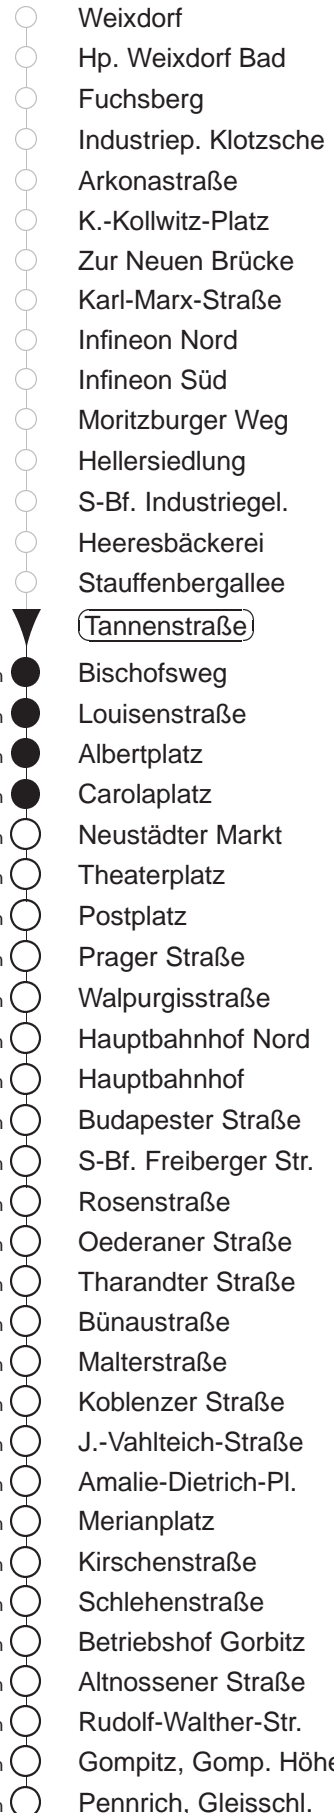 Weixdorf
Hp. Weixdorf Bad
Fuchsberg
Industriep. Klotzsche
Arkonastraße
K.-Kollwitz-Platz
Zur Neuen Brücke
Karl-Marx-Straße
Infineon Nord
Infineon Süd
Moritzburger Weg
Hellersiedlung
S-Bf. Industriegel.
Heeresbäckerei
Stauffenbergallee
Tannenstraße
Bischofsweg
Louisenstraße
Albertplatz
Carolaplatz
Neustädter Markt
Theaterplatz
Postplatz
Prager Straße
Walpurgisstraße
Hauptbahnhof Nord
Hauptbahnhof
Budapester Straße
S-Bf. Freiberger Str.
Rosenstraße
Oederaner Straße
Tharandter Straße
Bünaustraße
Malterstraße
Koblenzer Straße
J.-Vahlteich-Straße
Amalie-Dietrich-Pl.
Merianplatz
Kirschenstraße
Schlehenstraße
Betriebshof Gorbitz
Altnossener Straße
Rudolf-Walther-Str.
Gompitz, Gomp. Höhe
Pennrich, Gleisschl.